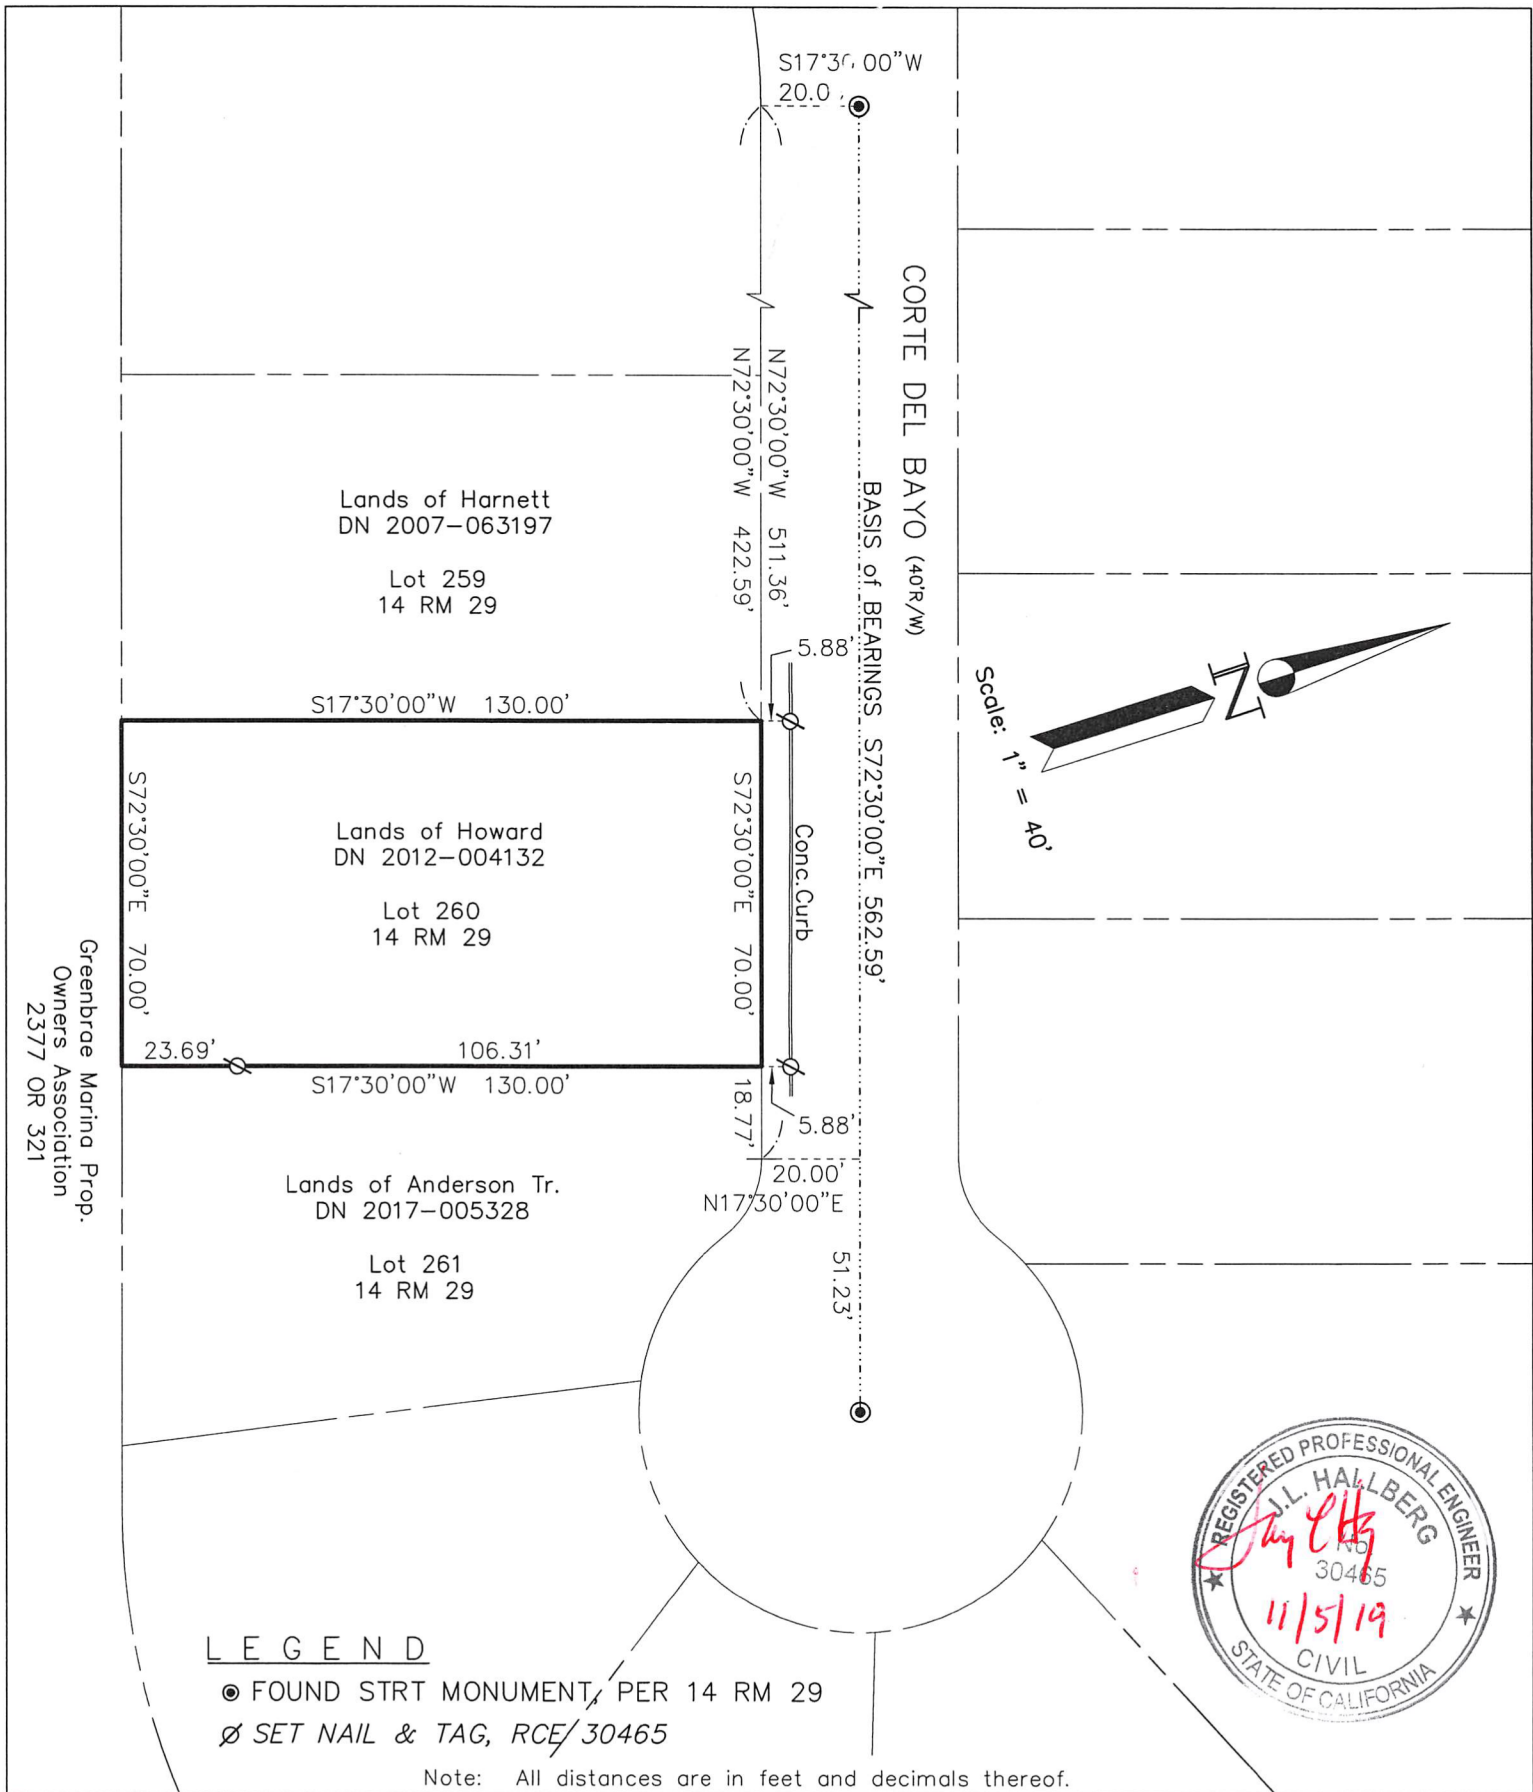 S17°30'00"W
20.0
CORTE DEL BAYO (40'R/W)
BASIS of BEARINGS S72°30'00"E 562.59'
N72°30'00"W 511.36'
N72°30'00"W 422.59'
Lands of Harnett
DN 2007-063197
Lot 259
14 RM 29
5.88'
N
Scale: 1" = 40'
S17°30'00"W 130.00'
S72°30'00"E 70.00'
Lands of Howard
DN 2012-004132
Lot 260
14 RM 29
S72°30'00"E 70.00'
Conc.Curb
23.69'
106.31'
S17°30'00"W 130.00'
18.77'
5.88'
20.00'
N17°30'00"E
51.23'
Greenbrae Marina Prop.
Owners Association
2377 OR 321
Lands of Anderson Tr.
DN 2017-005328
Lot 261
14 RM 29
REGISTERED PROFESSIONAL ENGINEER
J.L. HALLBERG
No
30465
11/5/19
CIVIL
STATE OF CALIFORNIA
LEGEND
FOUND STRT MONUMENT, PER 14 RM 29
SET NAIL & TAG, RCE 30465
Note: All distances are in feet and decimals thereof.